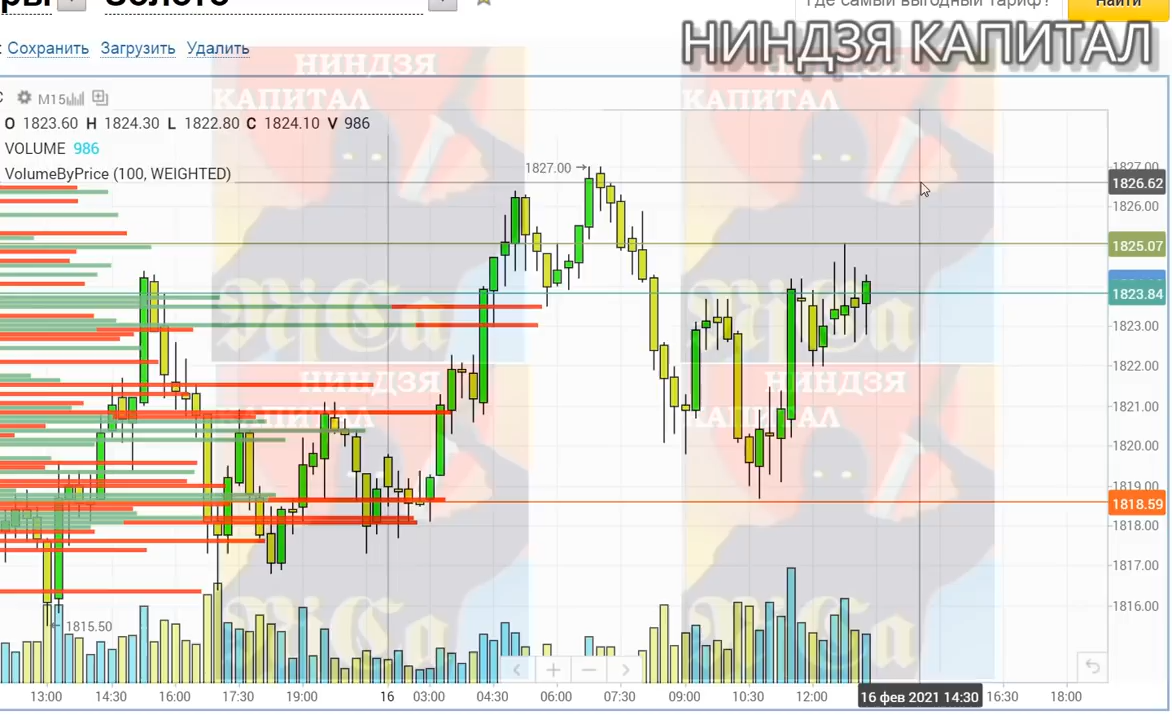 Золото
Где самый выгодный тариф?
Найти
НИНДЗЯ КАПИТАЛ
Сохранить Загрузить Удалить
НИНДЗЯ
КАПИТАЛ
КАПИТАЛ
M15
O 1823.60 H 1824.30 L 1822.80 C 1824.10 V 986
VOLUME 986
VolumeByPrice (100, WEIGHTED)
1827.00
1827.00
1826.62
1826.00
1825.07
1823.84
1823.00
1822.00
1821.00
1820.00
1819.00
1818.59
1818.00
1817.00
1816.00
1815.50
NiCa
NiCa
НИНДЗЯ
НИНДЗЯ
КАПИТАЛ
КАПИТАЛ
NiCa
NiCa
13:00 14:30 16:00 17:30 19:00 16 03:00 04:30 06:00 07:30 09:00 10:30 12:00 16 фев 2021 14:30 16:30 18:00